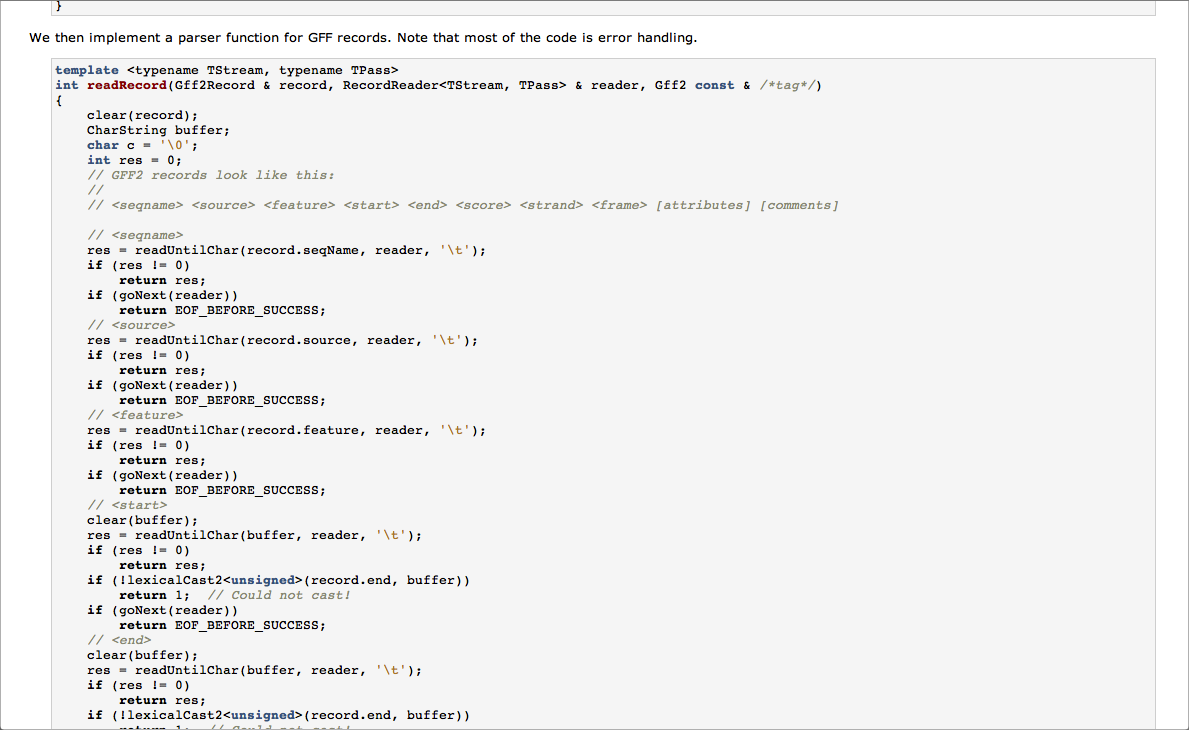 }
We then implement a parser function for GFF records. Note that most of the code is error handling.
template <typename TStream, typename TPass>
int readRecord(Gff2Record & record, RecordReader<TStream, TPass> & reader, Gff2 const & /*tag*/)
{
    clear(record);
    CharString buffer;
    char c = '\0';
    int res = 0;
    // GFF2 records look like this:
    //
    // <seqname> <source> <feature> <start> <end> <score> <strand> <frame> [attributes] [comments]

    // <seqname>
    res = readUntilChar(record.seqName, reader, '\t');
    if (res != 0)
        return res;
    if (goNext(reader))
        return EOF_BEFORE_SUCCESS;
    // <source>
    res = readUntilChar(record.source, reader, '\t');
    if (res != 0)
        return res;
    if (goNext(reader))
        return EOF_BEFORE_SUCCESS;
    // <feature>
    res = readUntilChar(record.feature, reader, '\t');
    if (res != 0)
        return res;
    if (goNext(reader))
        return EOF_BEFORE_SUCCESS;
    // <start>
    clear(buffer);
    res = readUntilChar(buffer, reader, '\t');
    if (res != 0)
        return res;
    if (!lexicalCast2<unsigned>(record.end, buffer))
        return 1;  // Could not cast!
    if (goNext(reader))
        return EOF_BEFORE_SUCCESS;
    // <end>
    clear(buffer);
    res = readUntilChar(buffer, reader, '\t');
    if (res != 0)
        return res;
    if (!lexicalCast2<unsigned>(record.end, buffer))
        return 1;  // Could not cast!